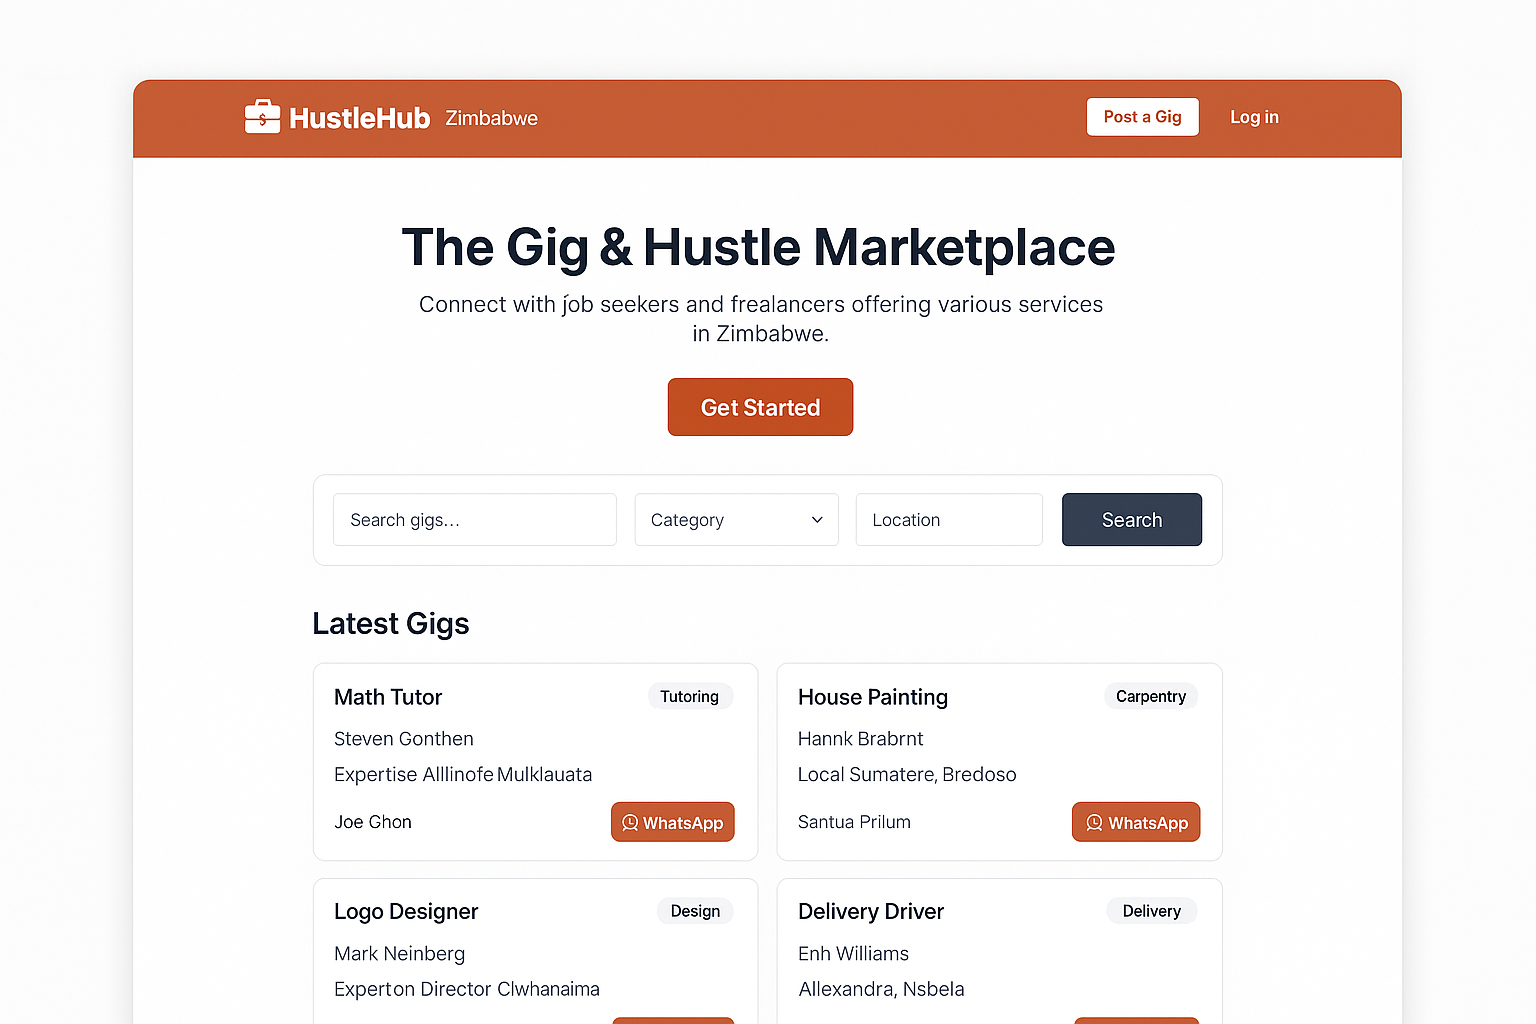 HustleHub Zimbabwe Post a Gig Log in
The Gig & Hustle Marketplace
Connect with job seekers and frealancers offering various services
in Zimbabwe.
Get Started
Search gigs... Category Location Search
Latest Gigs
Math Tutor Tutoring
Steven Gonthen
Expertise Alllinofe Mulklauata
Joe Ghon WhatsApp
House Painting Carpentry
Hannk Brabrnt
Local Sumatere, Bredoso
Santua Prilum WhatsApp
Logo Designer Design
Mark Neinberg
Experton Director Clwhanaima
Delivery Driver Delivery
Enh Williams
Allexandra, Nsbela